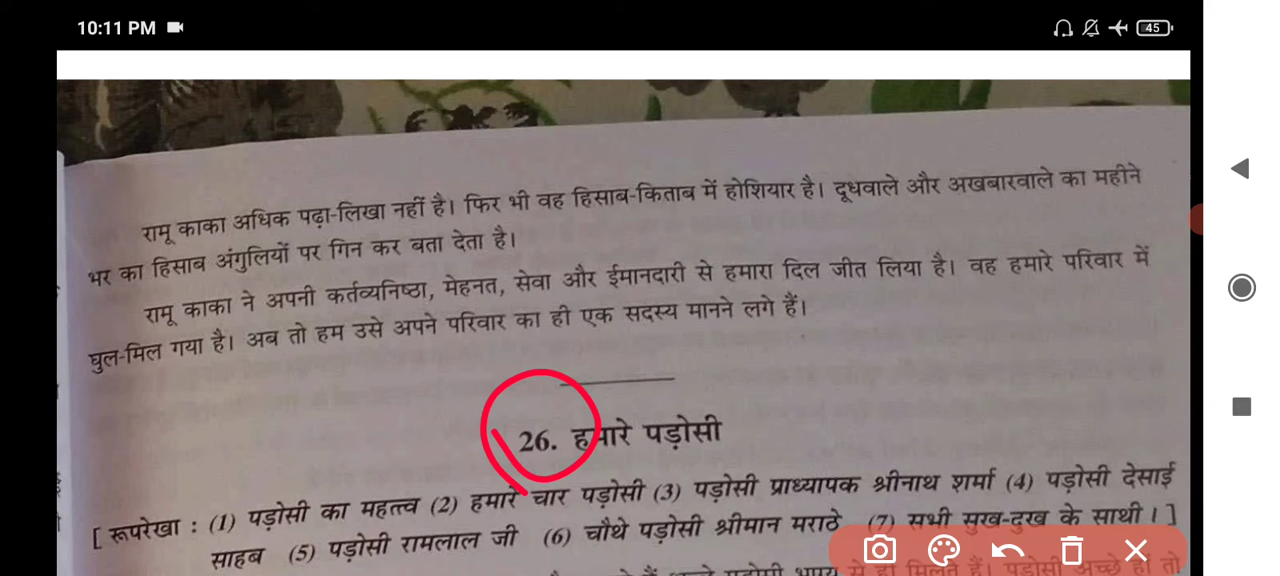 10:11 PM
45
रामू काका अधिक पढ़ा-लिखा नहीं है। फिर भी वह हिसाब-किताब में होशियार है। दूधवाले और अखबारवाले का महीने
भर का हिसाब अंगुलियों पर गिन कर बता देता है।
रामू काका ने अपनी कर्तव्यनिष्ठा, मेहनत, सेवा और ईमानदारी से हमारा दिल जीत लिया है। वह हमारे परिवार में
घुल-मिल गया है। अब तो हम उसे अपने परिवार का ही एक सदस्य मानने लगे हैं।
26. हमारे पड़ोसी
[ रूपरेखा : (1) पड़ोसी का महत्त्व (2) हमारे चार पड़ोसी (3) पड़ोसी प्राध्यापक श्रीनाथ शर्मा (4) पड़ोसी देसाई
साहब (5) पड़ोसी रामलाल जी (6) चौथे पड़ोसी श्रीमान मराठे (7) सभी सुख-दुख के साथी। ]
से ही मिलते हैं। पड़ोसी अच्छे हों तो